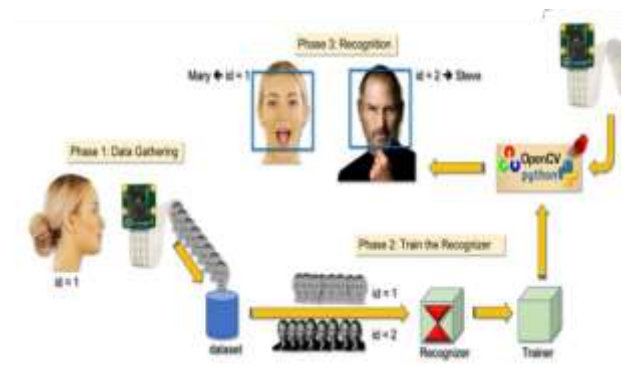 Phase 3: Recognition
Mary ← id = 1
id = 2 → Steve
Phase 1: Data Gathering
OpenCV
python
id = 1
Phase 2: Train the Recognizer
id = 1
id = 2
dataset
Recognizer
Trainer